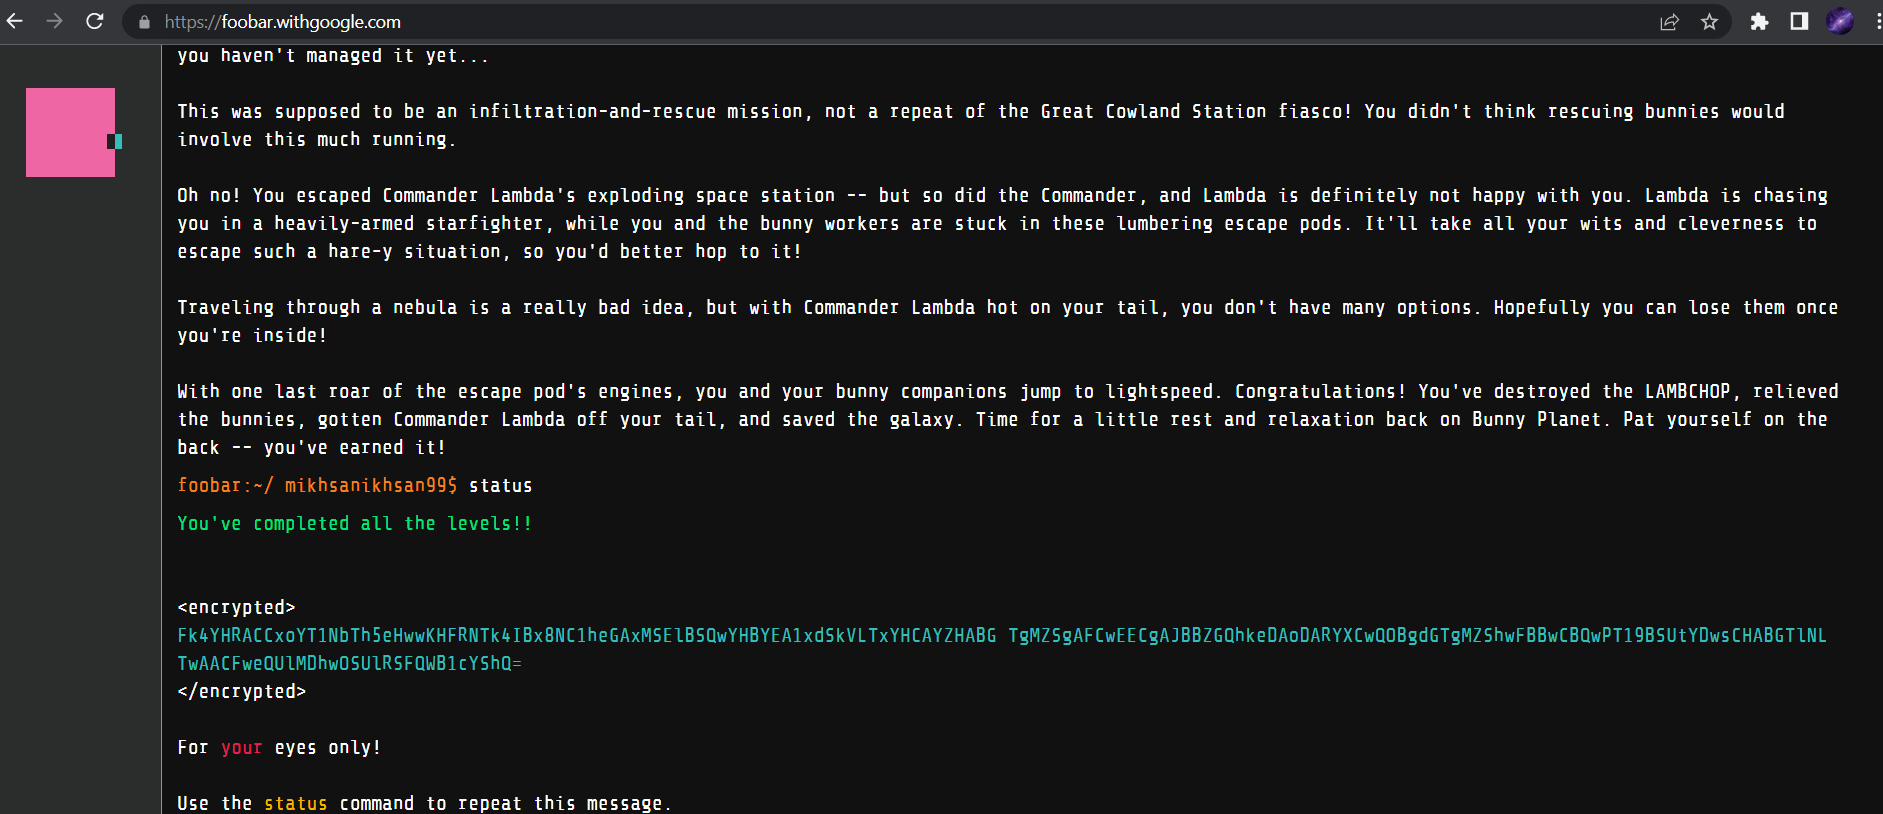 https://foobar.withgoogle.com
you haven't managed it yet...
This was supposed to be an infiltration-and-rescue mission, not a repeat of the Great Cowland Station fiasco! You didn't think rescuing bunnies would
involve this much running.
Oh no! You escaped Commander Lambda's exploding space station -- but so did the Commander, and Lambda is definitely not happy with you. Lambda is chasing
you in a heavily-armed starfighter, while you and the bunny workers are stuck in these lumbering escape pods. It'll take all your wits and cleverness to
escape such a hare-y situation, so you'd better hop to it!
Traveling through a nebula is a really bad idea, but with Commander Lambda hot on your tail, you don't have many options. Hopefully you can lose them once
you're inside!
With one last roar of the escape pod's engines, you and your bunny companions jump to lightspeed. Congratulations! You've destroyed the LAMBCHOP, relieved
the bunnies, gotten Commander Lambda off your tail, and saved the galaxy. Time for a little rest and relaxation back on Bunny Planet. Pat yourself on the
back -- you've earned it!
foobar:~/ mikhsanikhsan99$ status
You've completed all the levels!!
<encrypted>
Fk4YHRACCxoYT1NbTh5eHwwKHFRNTk4IBx8NC1heGAxMSElBSQwYHBYEA1xdSkVLTxYHCAYZHABG TgMZSgAFCwEECgAJBBZGQhkeDAoDARYXCwQOBgdGTgMZShwFBBwCBQwPT19BSUtYDwsCHABGTlNL
TwAACFweQUlMDhwOSUlRSFQWB1cYShQ=
</encrypted>
For your eyes only!
Use the status command to repeat this message.